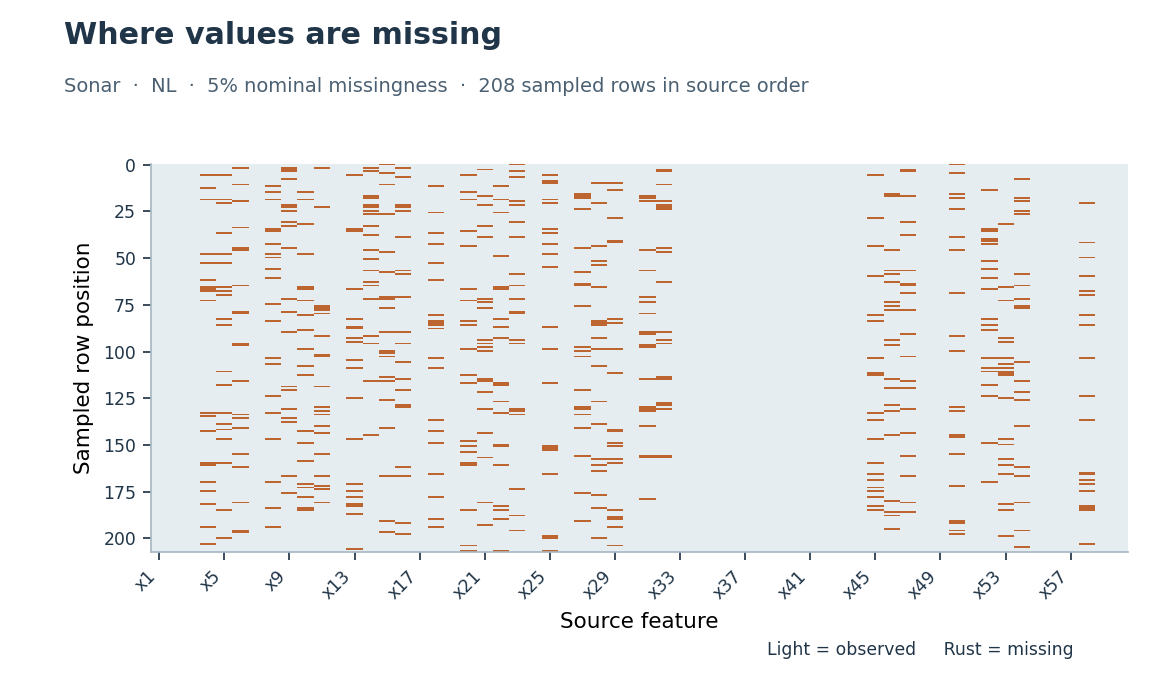 Where values are missing
Sonar · NL · 5% nominal missingness · 208 sampled rows in source order
0
25
50
75
100
125
150
175
200
Sampled row position
x1 x5 x9 x13 x17 x21 x25 x29 x33 x37 x41 x45 x49 x53 x57
Source feature
Light = observed Rust = missing